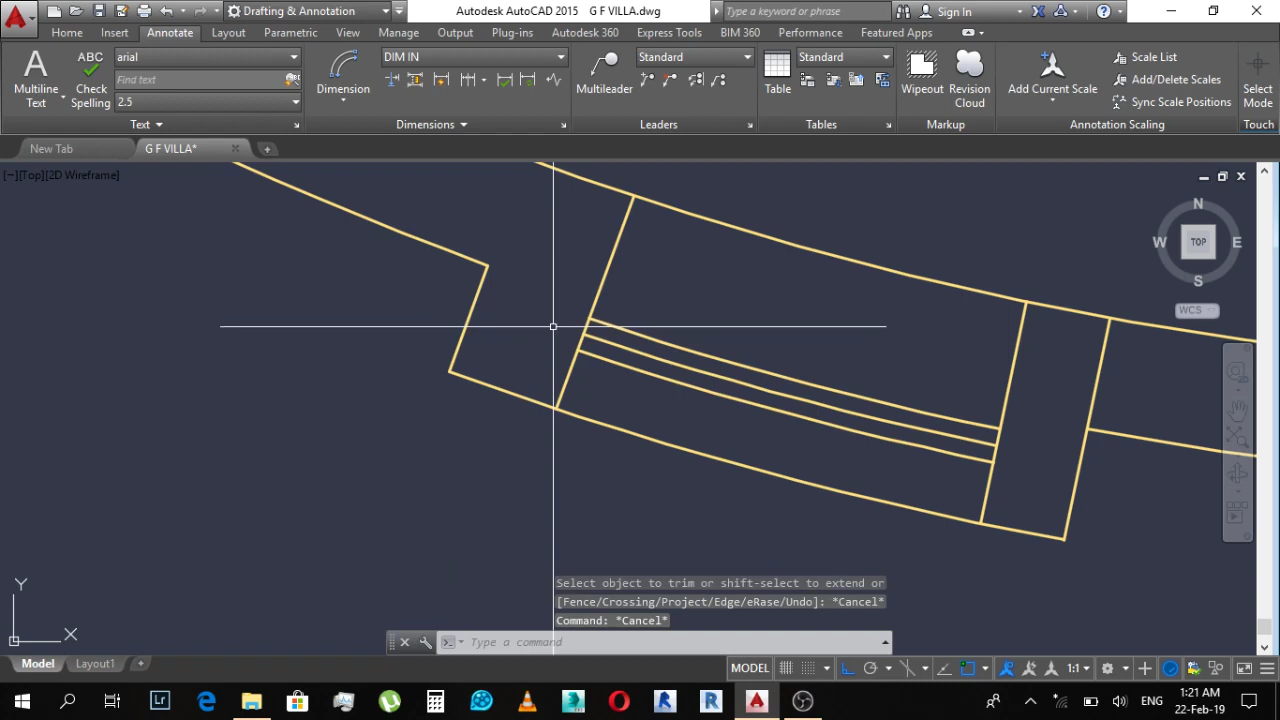 Drafting & Annotation
Autodesk AutoCAD 2015 G F VILLA.dwg
Type a keyword or phrase
Sign In
Home Insert Annotate Layout Parametric View Manage Output Plug-ins Autodesk 360 Express Tools BIM 360 Performance Featured Apps
A ABC
arial
DIM IN
Standard
Standard
Scale List
Find text
Add/Delete Scales
Multiline Text
Check Spelling
2.5
Dimension
Multileader
Table
Wipeout
Revision Cloud
Add Current Scale
Sync Scale Positions
Select Mode
Text
Dimensions
Leaders
Tables
Markup
Annotation Scaling
Touch
New Tab
G F VILLA*
[−][Top][2D Wireframe]
N
W TOP E
S
WCS
Select object to trim or shift-select to extend or
[Fence/Crossing/Project/Edge/eRase/Undo]: *Cancel*
Command: *Cancel*
Y
X
Type a command
Model Layout1
MODEL
1:1
Lr
ENG
1:21 AM
22-Feb-19